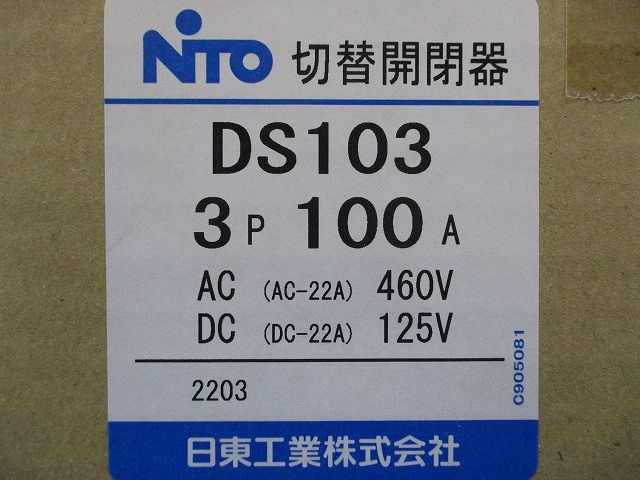 NITO 切替開閉器
DS103
3P 100A
AC (AC-22A) 460V
DC (DC-22A) 125V
2203
C905081
日東工業株式会社